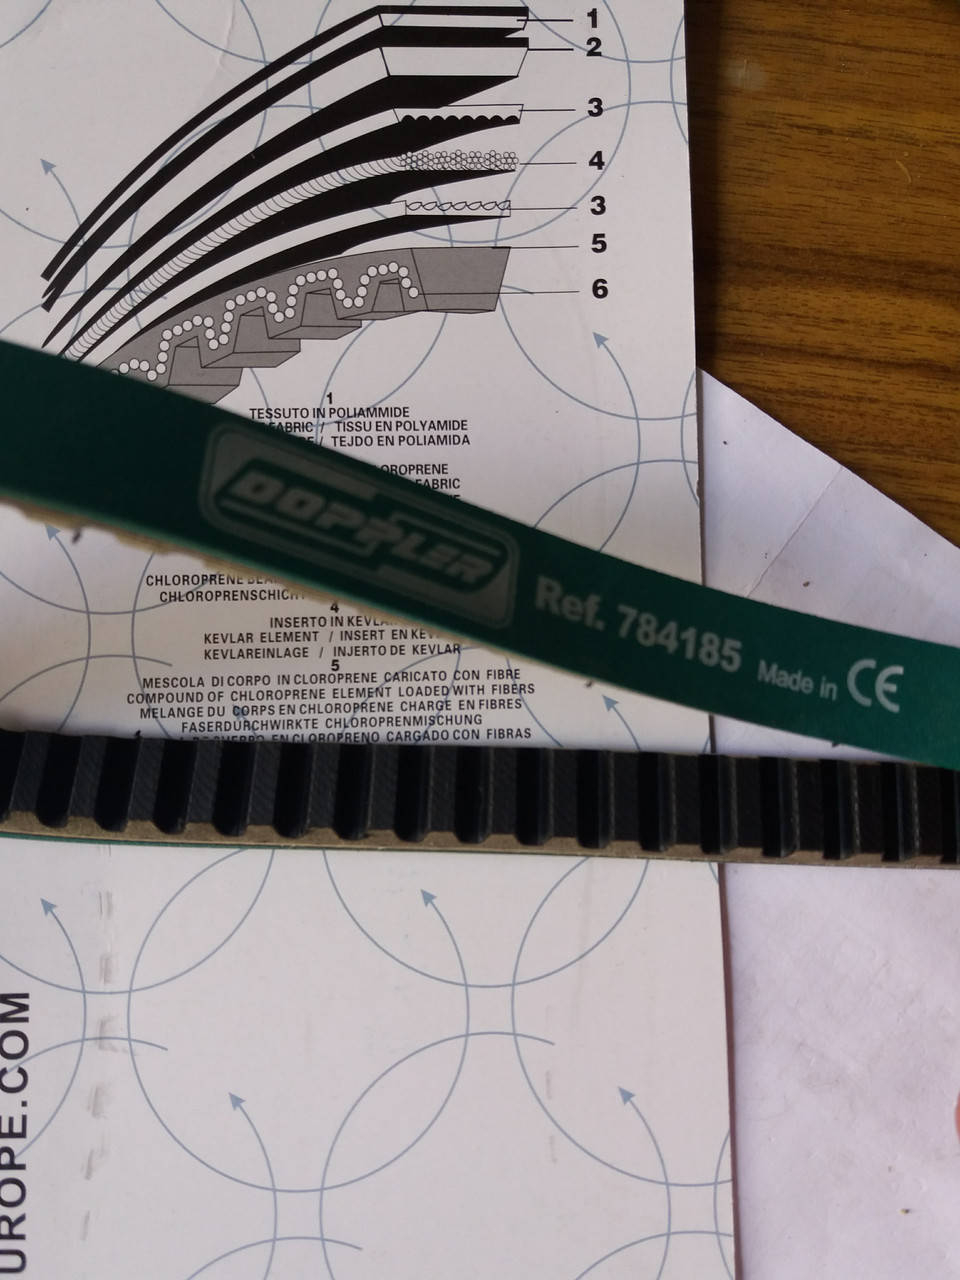 1
2
3
4
3
5
6
1
TESSUTO IN POLIAMMIDE
FABRIC / TISSU EN POLYAMIDE
/ TEJDO EN POLIAMIDA
DOPPLER
Ref. 784185 Made in CE
CHLOROPRENE
CHLOROPRENSCHICHT
4
INSERTO IN KEVLAR
KEVLAR ELEMENT / INSERT EN KEV
KEVLAREINLAGE / INJERTO DE KEVLAR
5
MESCOLA DI CORPO IN CLOROPRENE CARICATO CON FIBRE
COMPOUND OF CHLOROPRENE ELEMENT LOADED WITH FIBERS
MELANGE DU CORPS EN CHLOROPRENE CHARGE EN FIBRES
FASERDURCHWIRKTE CHLOROPRENMISCHUNG
EN CLOROPRENO CARGADO CON FIBRAS
UROPE.COM